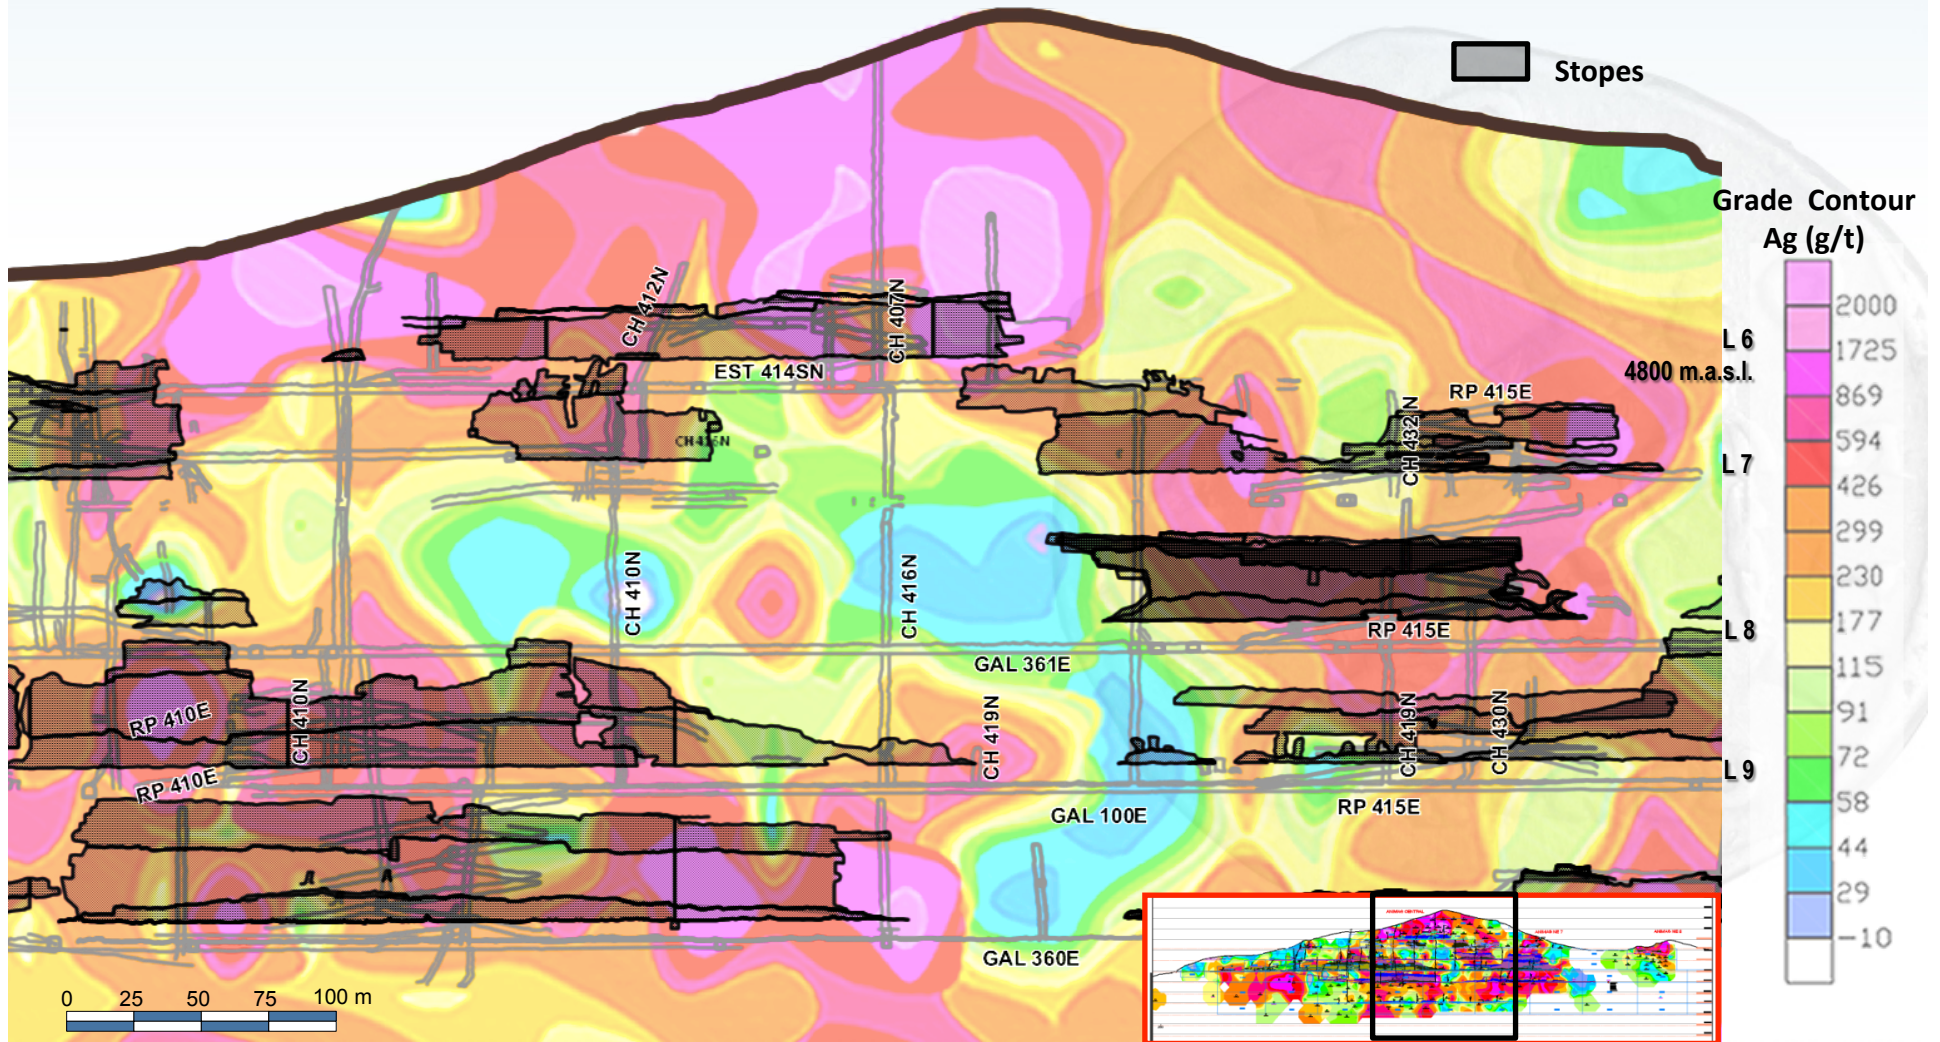 Stopes
Grade Contour
Ag (g/t)
2000
1725
869
594
426
299
230
177
115
91
72
58
44
29
-10
L 6
4800 m.a.s.l.
L 7
L 8
L 9
CH 412N
CH 407N
EST 414SN
RP 415E
CH 432 N
CH 410N
CH 416N
RP 415E
GAL 361E
RP 410E
CH 410N
CH 419N
CH 419N
CH 430N
RP 410E
GAL 100E
RP 415E
GAL 360E
0 25 50 75 100 m